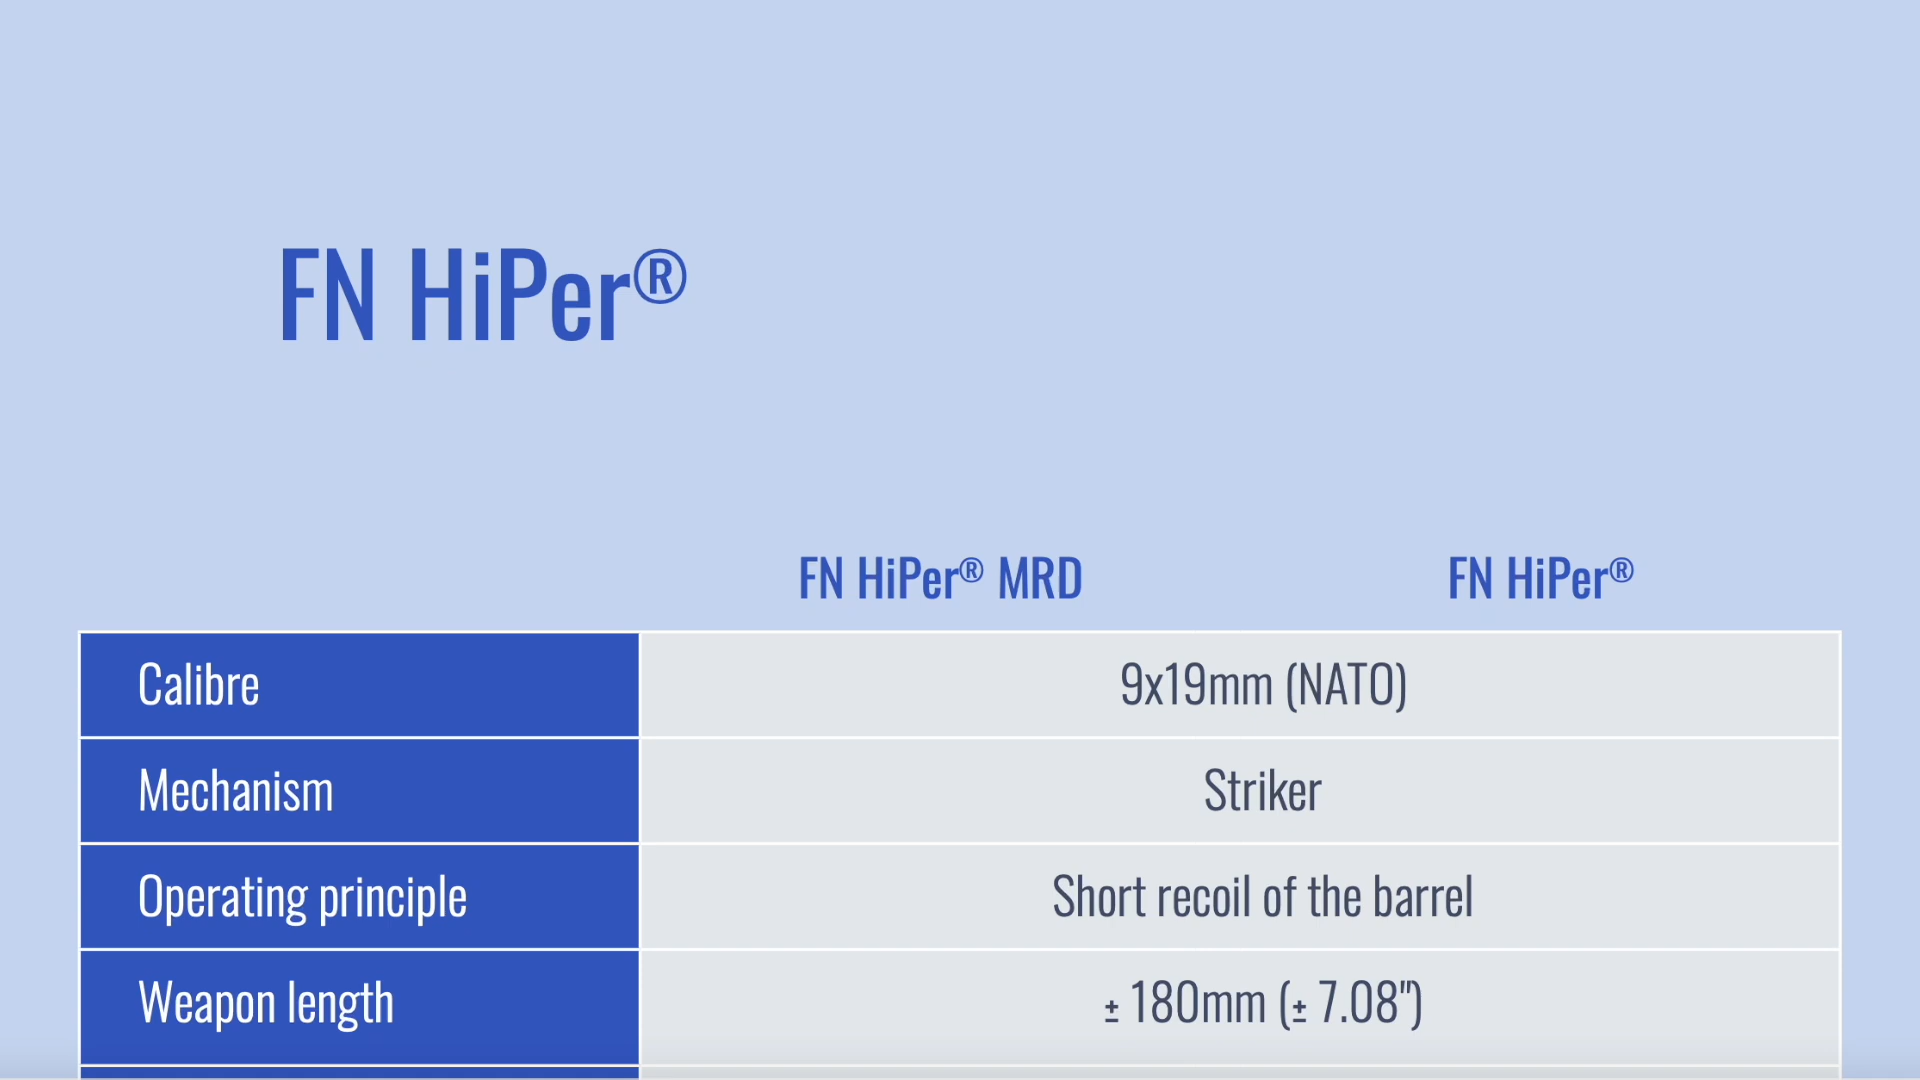 FN HiPer®
FN HiPer® MRD FN HiPer®
Calibre 9x19mm (NATO)
Mechanism Striker
Operating principle Short recoil of the barrel
Weapon length ± 180mm (± 7.08")